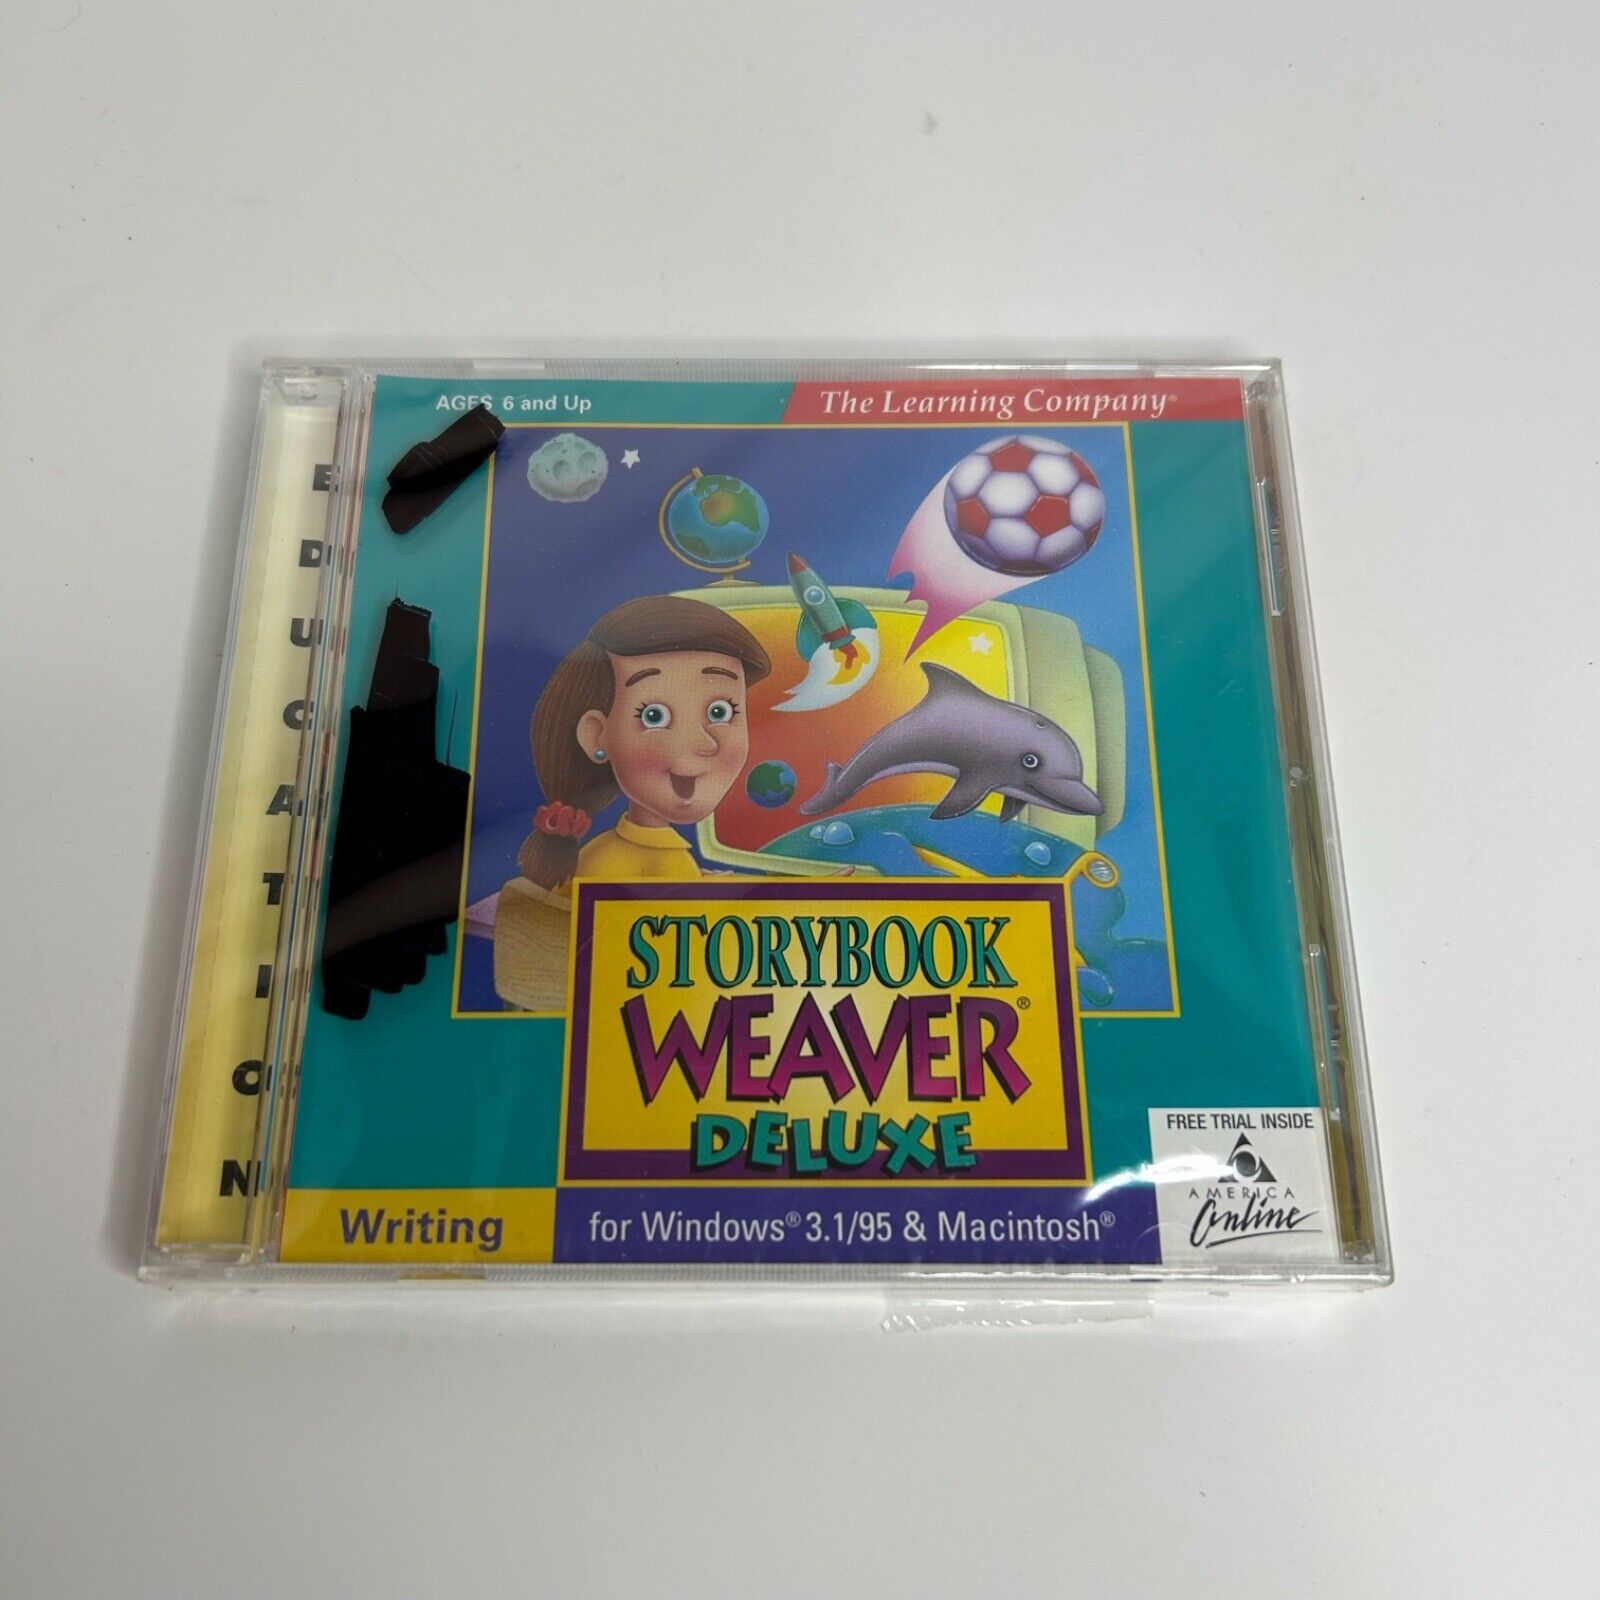 AGES 6 and Up
The Learning Company®
EDUCATION
STORYBOOK
WEAVER®
DELUXE
FREE TRIAL INSIDE
AMERICA
Online
Writing
for Windows® 3.1/95 & Macintosh®